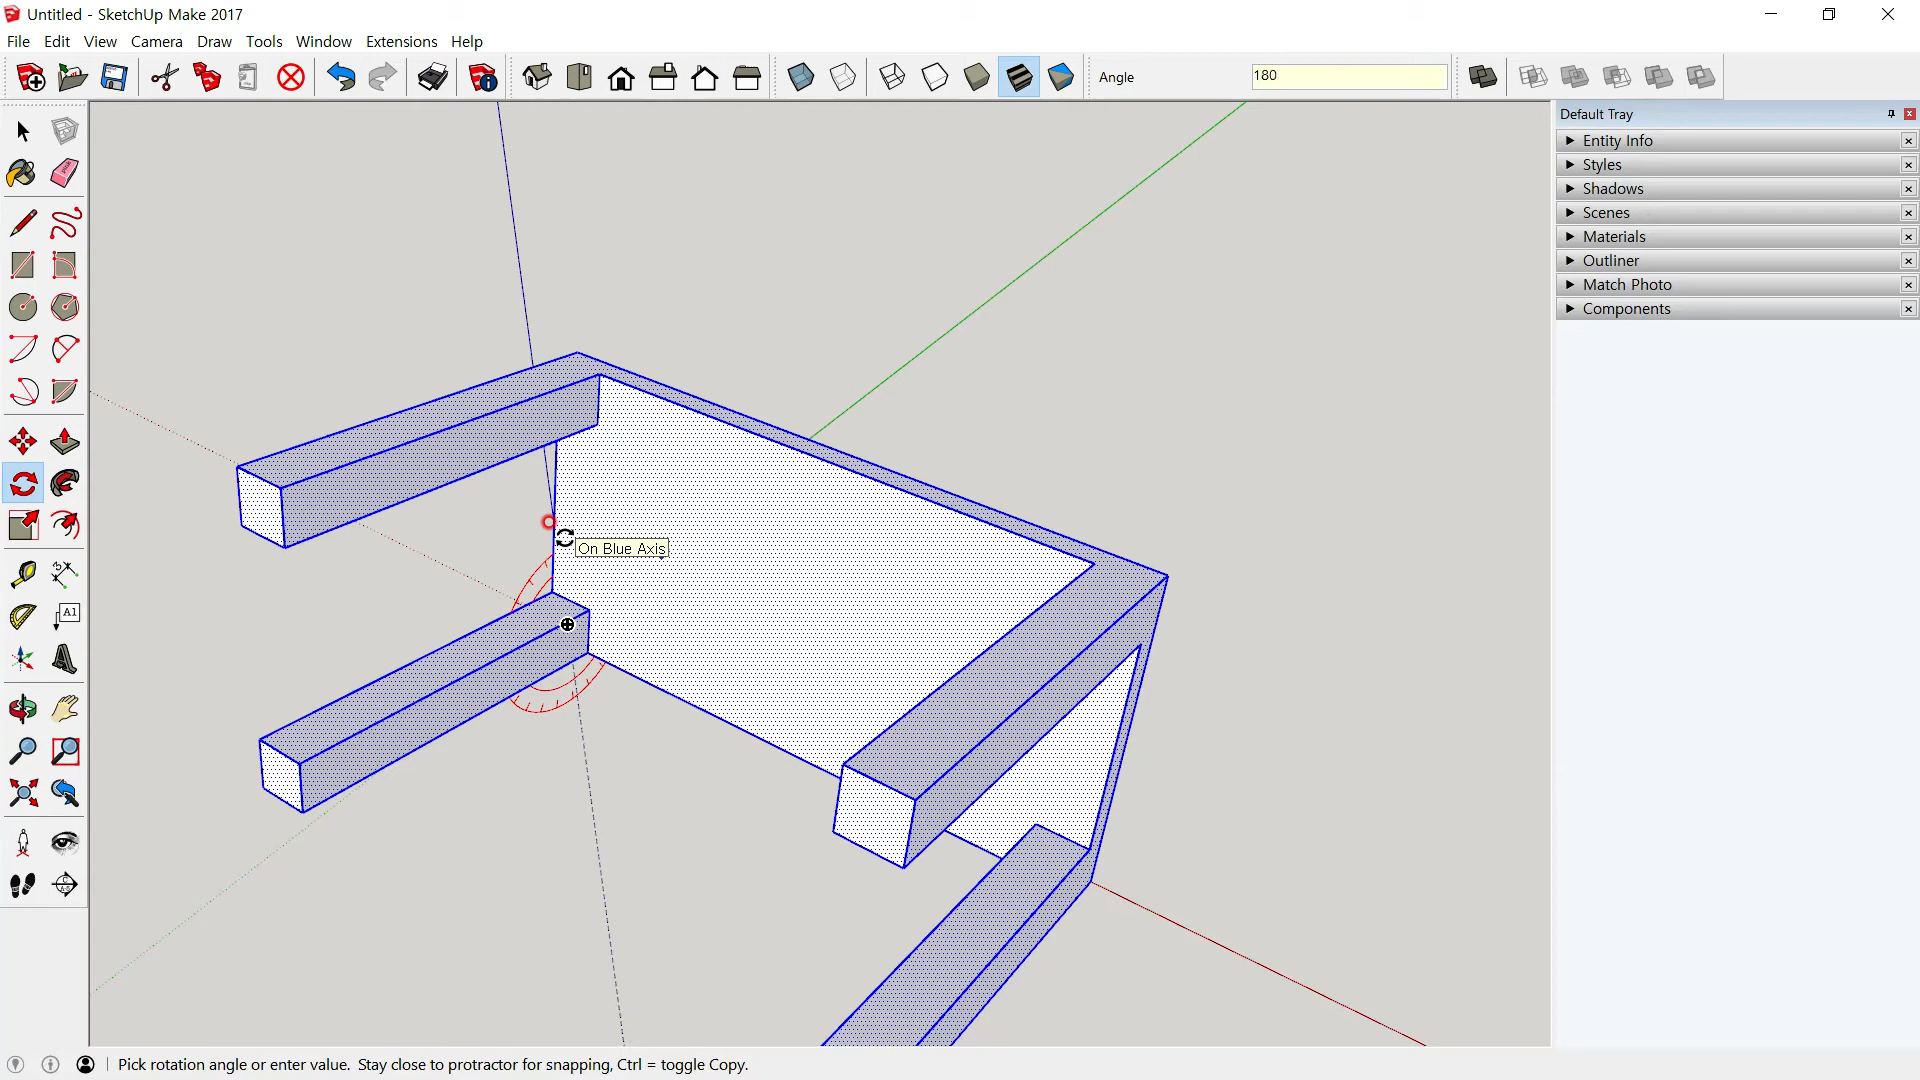 Untitled - SketchUp Make 2017
File Edit View Camera Draw Tools Window Extensions Help
Angle 180
Default Tray
Entity Info
Styles
Shadows
Scenes
Materials
Outliner
Match Photo
Components
On Blue Axis
A1
Pick rotation angle or enter value. Stay close to protractor for snapping, Ctrl = toggle Copy.